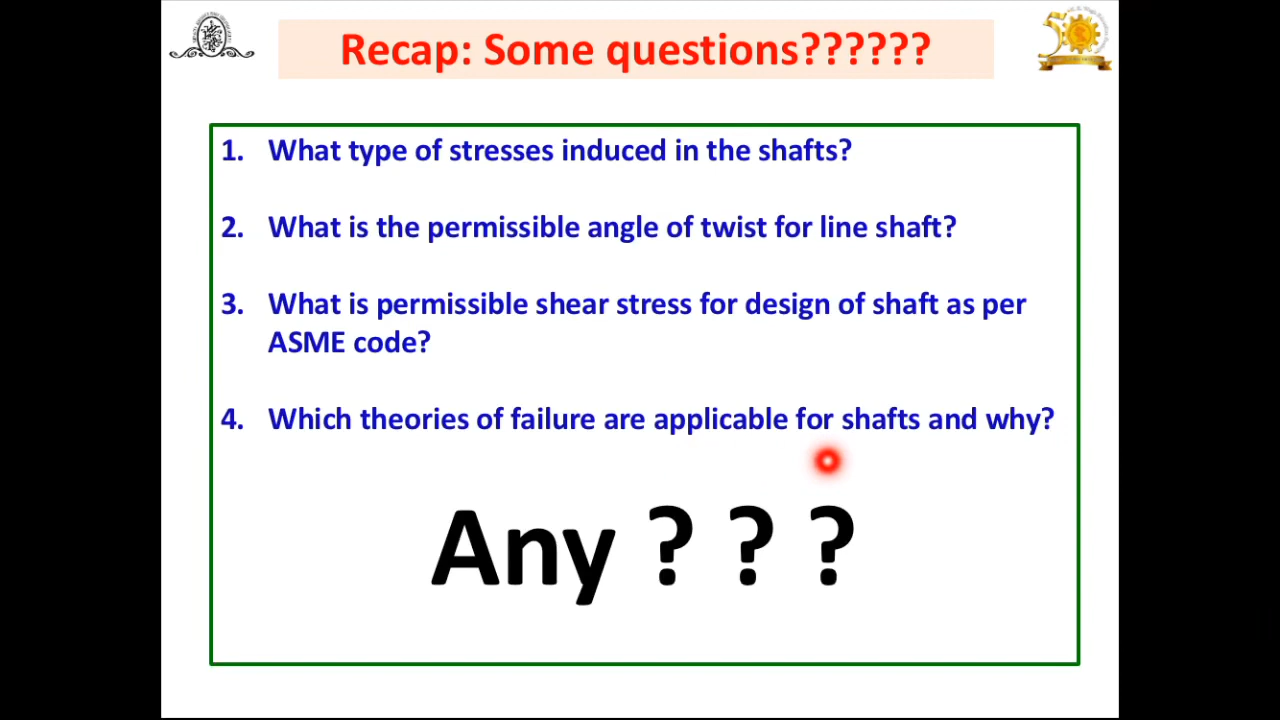 Recap: Some questions??????
1. What type of stresses induced in the shafts?
2. What is the permissible angle of twist for line shaft?
3. What is permissible shear stress for design of shaft as per
ASME code?
4. Which theories of failure are applicable for shafts and why?
Any ? ? ?